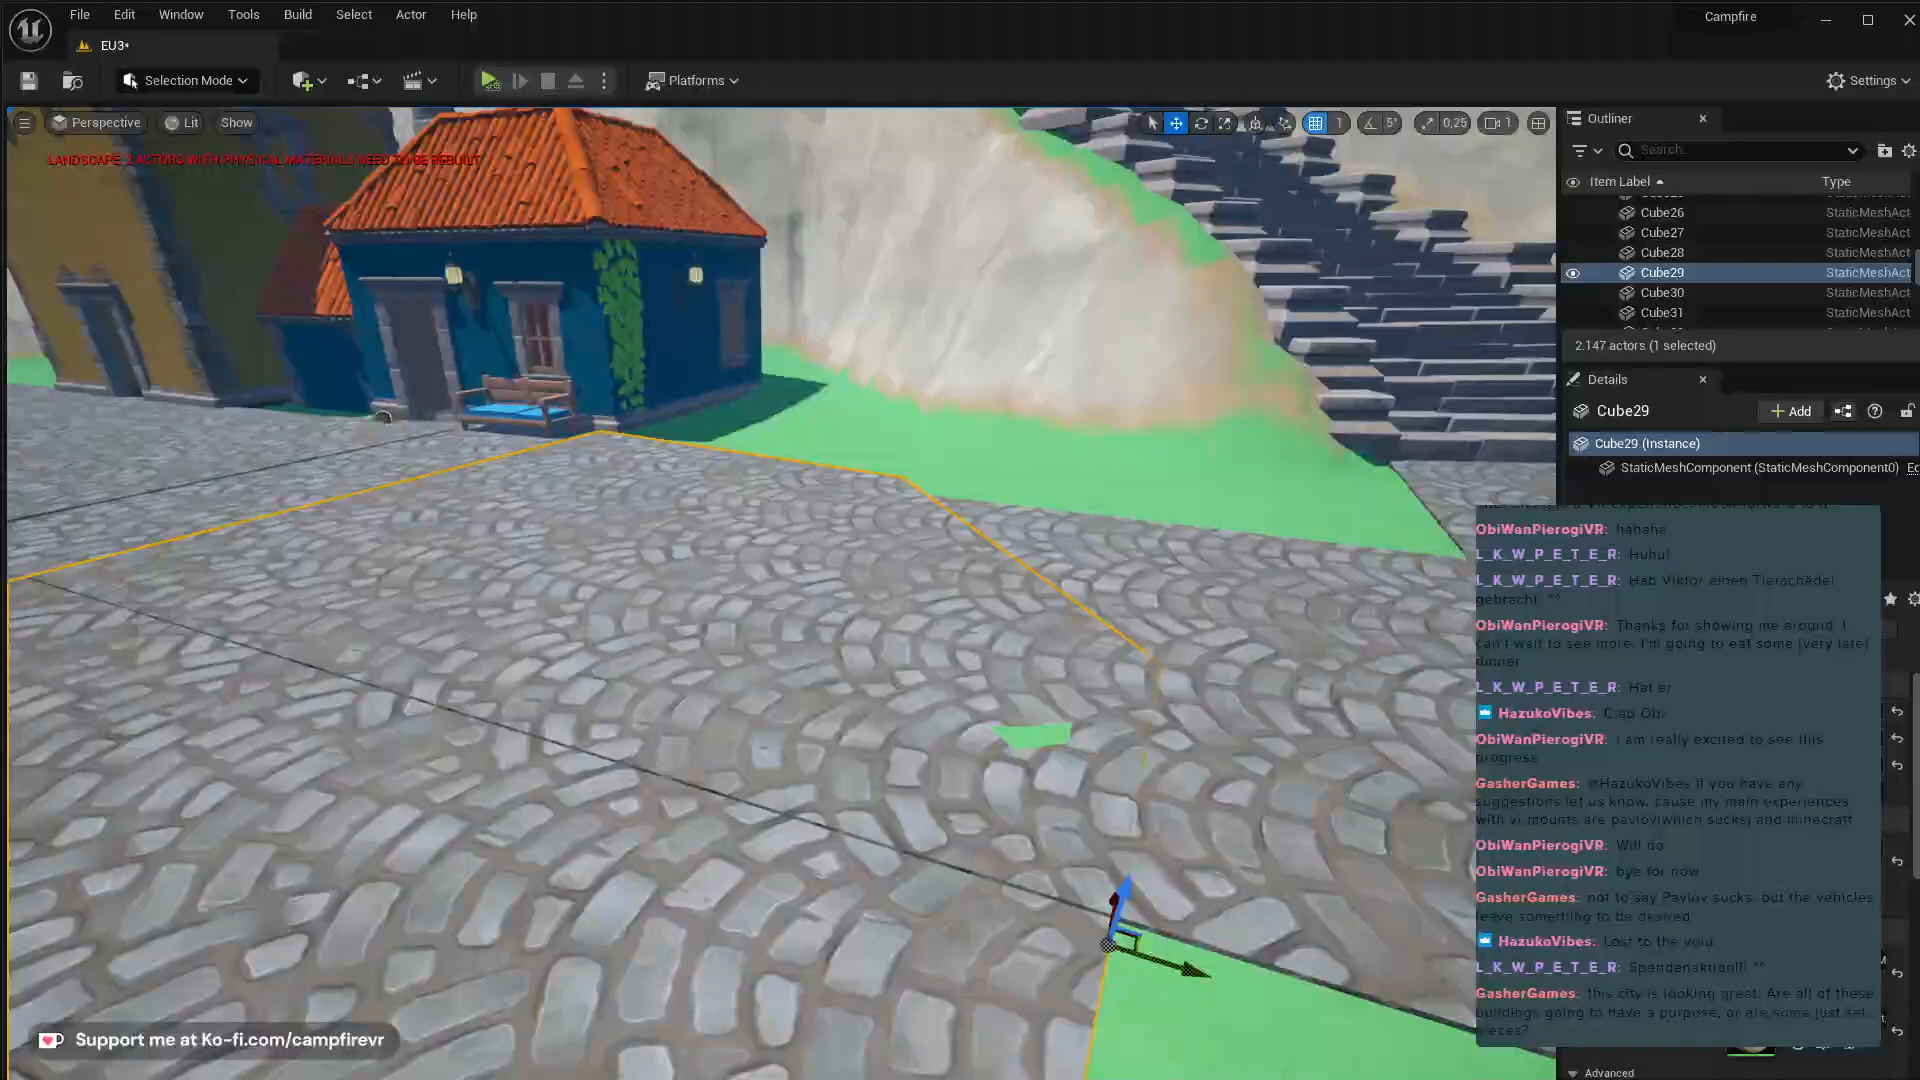 File Edit Window Tools Build Select Actor Help
Campfire
EU3*
Selection Mode
Platforms
Settings
Perspective Lit Show
1 5° 0,25 1
LANDSCAPE: 2 ACTORS WITH PHYSICAL MATERIALS NEED TO BE REBUILT
Outliner
Search...
Item Label Type
Cube26 StaticMeshAct
Cube27 StaticMeshAct
Cube28 StaticMeshAct
Cube29 StaticMeshAct
Cube30 StaticMeshAct
Cube31 StaticMeshAct
2.147 actors (1 selected)
Details
Cube29
+ Add
Cube29 (Instance)
StaticMeshComponent (StaticMeshComponent0)
ObiWanPierogiVR: hahaha
L_K_W_P_E_T_E_R: Huhu!
L_K_W_P_E_T_E_R: Hab Viktor einen Tierschädel
gebracht. ^^
ObiWanPierogiVR: Thanks for showing me around. I
can't wait to see more. I'm going to eat some (very late)
dinner
L_K_W_P_E_T_E_R: Hat er
HazukoVibes: Ciao Obi
ObiWanPierogiVR: I am really excited to see this
progress
GasherGames: @HazukoVibes if you have any
suggestions let us know, cause my main experiences
with vr mounts are pavlov(which sucks) and minecraft
ObiWanPierogiVR: Will do
ObiWanPierogiVR: bye for now
GasherGames: not to say Pavlov sucks, but the vehicles
leave something to be desired
HazukoVibes: Lost to the void
L_K_W_P_E_T_E_R: Spendenaktion!!! ^^
GasherGames: this city is looking great! Are all of these
buildings going to have a purpose, or are some just set
pieces?
Support me at Ko-fi.com/campfirevr
Advanced